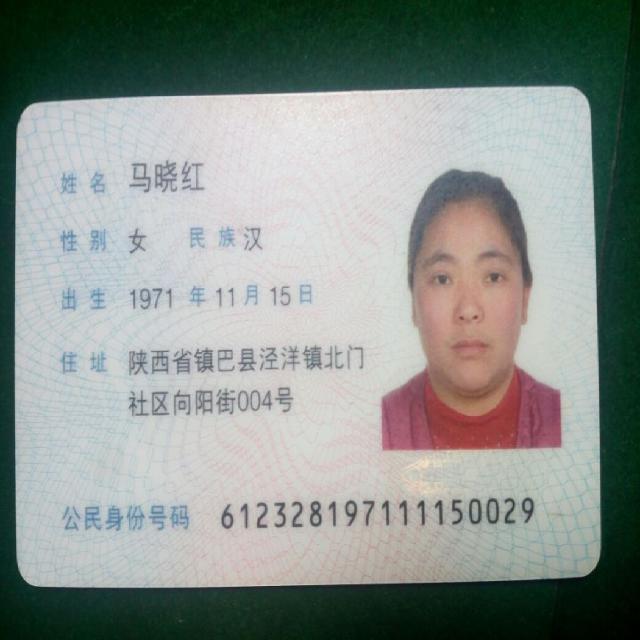 姓名 马晓红
性别 女 民族 汉
出生 1971 年 11 月 15 日
住址 陕西省镇巴县泾洋镇北门
社区向阳街004号
公民身份号码 612328197111150029